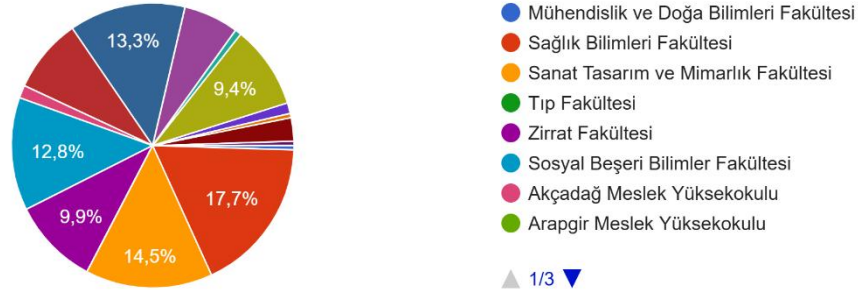 13,3%
9,4%
12,8%
17,7%
9,9%
14,5%
Mühendislik ve Doğa Bilimleri Fakültesi
Sağlık Bilimleri Fakültesi
Sanat Tasarım ve Mimarlık Fakültesi
Tıp Fakültesi
Zirrat Fakültesi
Sosyal Beşeri Bilimler Fakültesi
Akçadağ Meslek Yüksekokulu
Arapgir Meslek Yüksekokulu
1/3